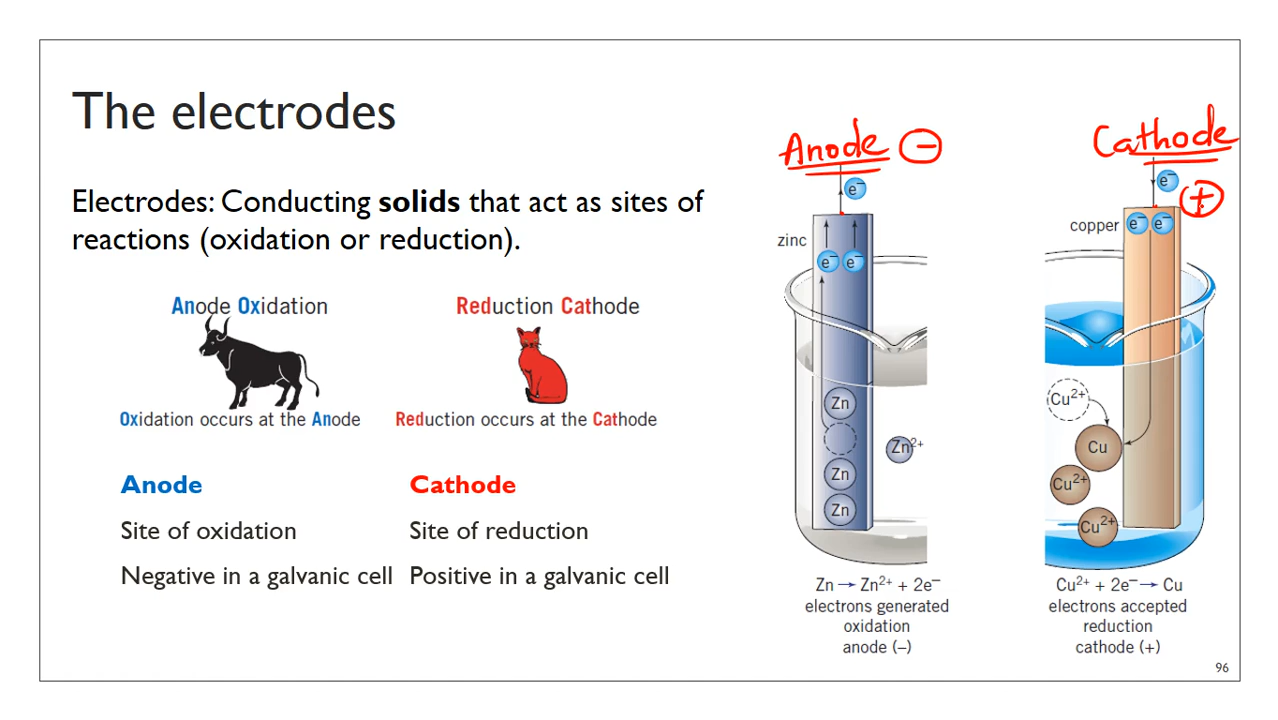 The electrodes
Electrodes: Conducting solids that act as sites of
reactions (oxidation or reduction).
Anode Oxidation
Oxidation occurs at the Anode
Reduction Cathode
Reduction occurs at the Cathode
Anode
Site of oxidation
Negative in a galvanic cell
Cathode
Site of reduction
Positive in a galvanic cell
Anode ⊖
e⁻
zinc
e⁻ e⁻
Zn
Zn
Zn
Zn²⁺
Zn → Zn²⁺ + 2e⁻
electrons generated
oxidation
anode (–)
Cathode
e⁻
⊕
copper
e⁻ e⁻
Cu²⁺
Cu
Cu²⁺
Cu²⁺
Cu²⁺ + 2e⁻ → Cu
electrons accepted
reduction
cathode (+)
96